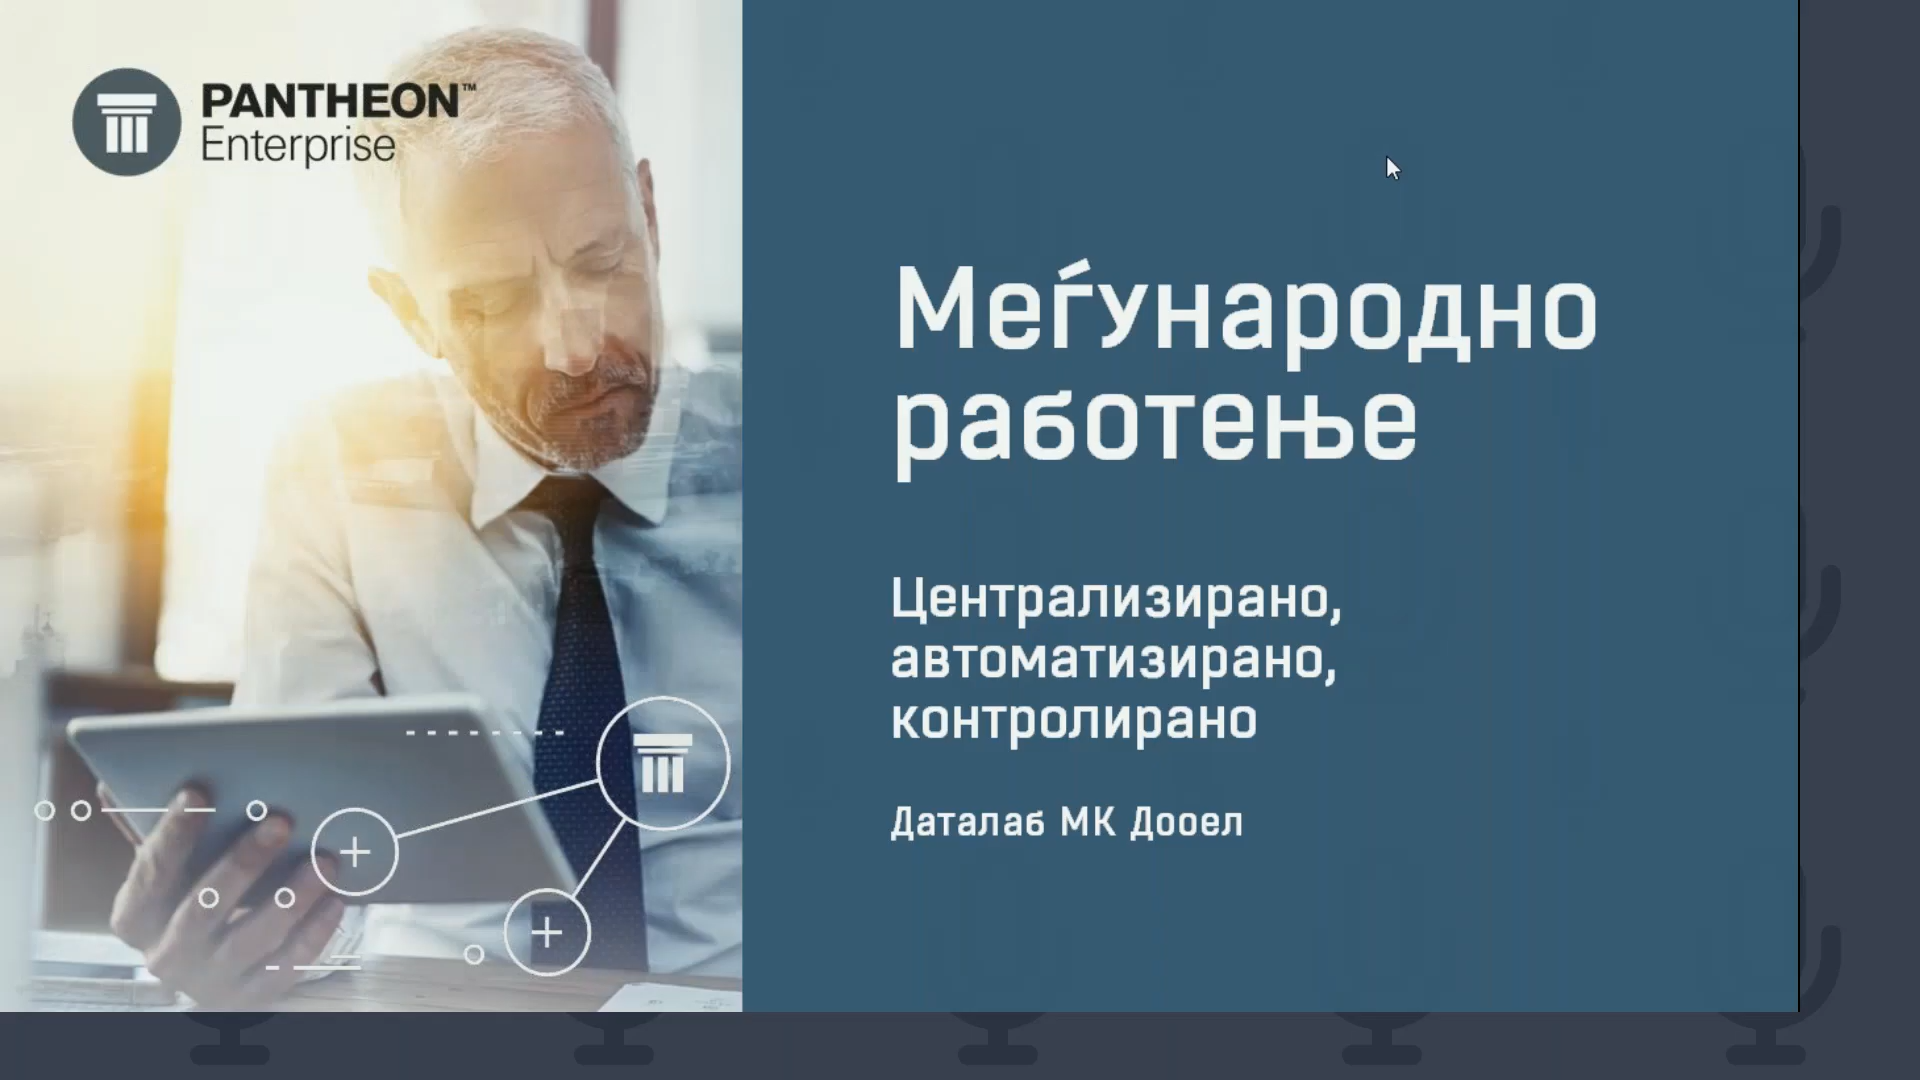 PANTHEON™
Enterprise
Меѓународно
работење
Централизирано,
автоматизирано,
контролирано
Даталаб МК Дооел